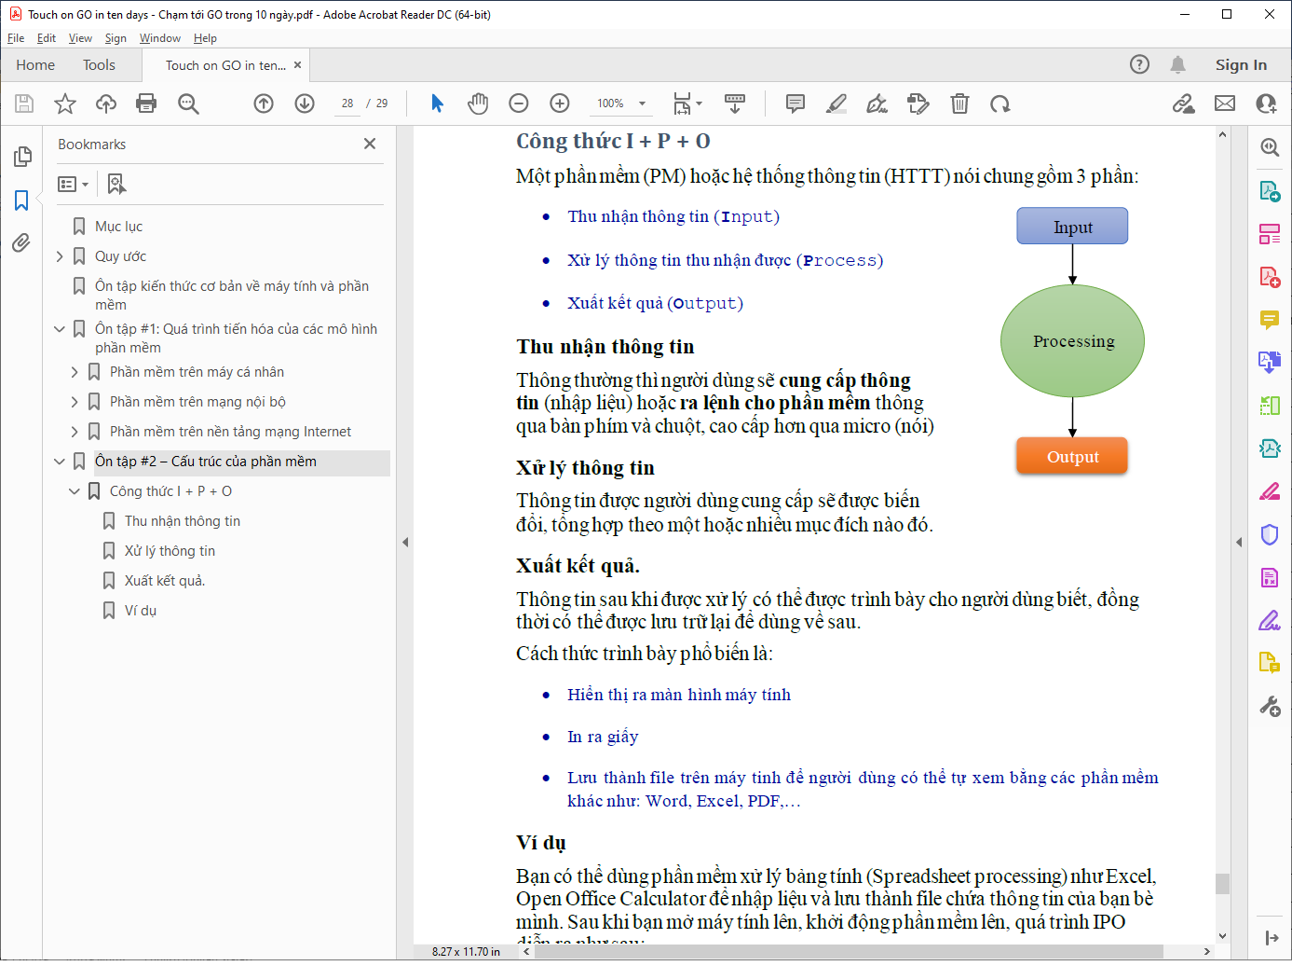 Touch on GO in ten days - Chạm tới GO trong 10 ngày.pdf - Adobe Acrobat Reader DC (64-bit)
File Edit View Sign Window Help
Home Tools Touch on GO in ten... × Sign In
28 / 29 100%
Bookmarks
Mục lục
Quy ước
Ôn tập kiến thức cơ bản về máy tính và phần
mềm
Ôn tập #1: Quá trình tiến hóa của các mô hình
phần mềm
Phần mềm trên máy cá nhân
Phần mềm trên mạng nội bộ
Phần mềm trên nền tảng mạng Internet
Ôn tập #2 – Cấu trúc của phần mềm
Công thức I + P + O
Thu nhận thông tin
Xử lý thông tin
Xuất kết quả.
Ví dụ
Công thức I + P + O
Một phần mềm (PM) hoặc hệ thống thông tin (HTTT) nói chung gồm 3 phần:
• Thu nhận thông tin (Input)
• Xử lý thông tin thu nhận được (Process)
• Xuất kết quả (Output)
Input
Processing
Output
Thu nhận thông tin
Thông thường thì người dùng sẽ cung cấp thông
tin (nhập liệu) hoặc ra lệnh cho phần mềm thông
qua bàn phím và chuột, cao cấp hơn qua micro (nói)
Xử lý thông tin
Thông tin được người dùng cung cấp sẽ được biến
đổi, tổng hợp theo một hoặc nhiều mục đích nào đó.
Xuất kết quả.
Thông tin sau khi được xử lý có thể được trình bày cho người dùng biết, đồng
thời có thể được lưu trữ lại để dùng về sau.
Cách thức trình bày phổ biến là:
• Hiển thị ra màn hình máy tính
• In ra giấy
• Lưu thành file trên máy tinh để người dùng có thể tự xem bằng các phần mềm
khác như: Word, Excel, PDF,…
Ví dụ
Bạn có thể dùng phần mềm xử lý bảng tính (Spreadsheet processing) như Excel,
Open Office Calculator để nhập liệu và lưu thành file chứa thông tin của bạn bè
mình. Sau khi bạn mở máy tính lên, khởi động phần mềm lên, quá trình IPO
diễn ra như sau:
8.27 x 11.70 in